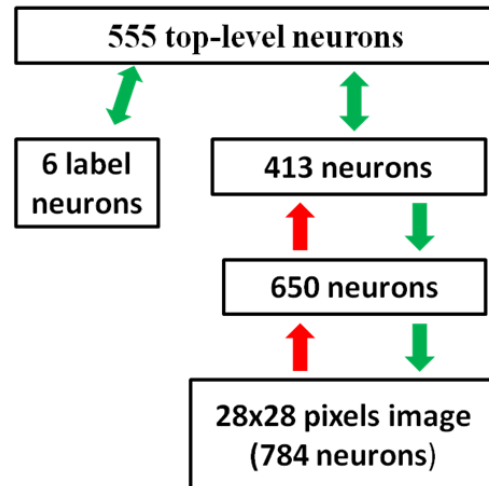 555 top-level neurons
6 label
neurons
413 neurons
650 neurons
28x28 pixels image
(784 neurons)